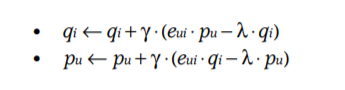 • qi ← qi + γ · (eui · pu − λ · qi)
• pu ← pu + γ · (eui · qi − λ · pu)